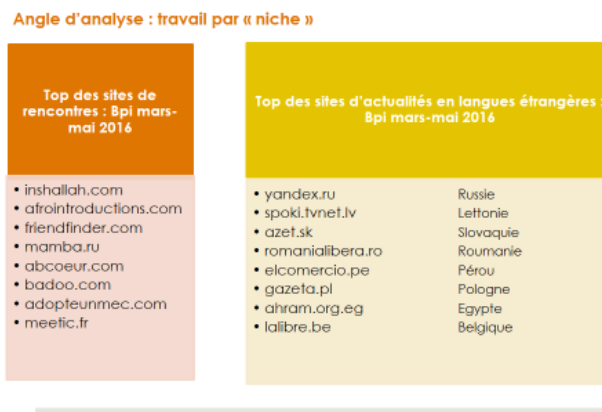 Angle d'analyse : travail par « niche »
Top des sites de
rencontres : Bpi mars-
mai 2016
• inshallah.com
• afrointroductions.com
• friendfinder.com
• mamba.ru
• abcoeur.com
• badoo.com
• adopteunmec.com
• meetic.fr
Top des sites d'actualités en langues étrangères :
Bpi mars-mai 2016
• yandex.ru Russie
• spoki.tvnet.lv Lettonie
• azet.sk Slovaquie
• romanialibera.ro Roumanie
• elcomercio.pe Pérou
• gazeta.pl Pologne
• ahram.org.eg Egypte
• lalibre.be Belgique